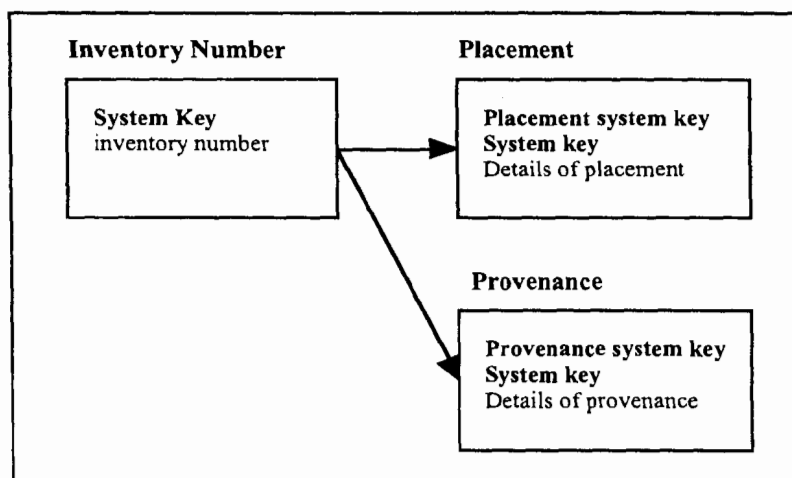 Inventory Number
System Key
inventory number
Placement
Placement system key
System key
Details of placement
Provenance
Provenance system key
System key
Details of provenance